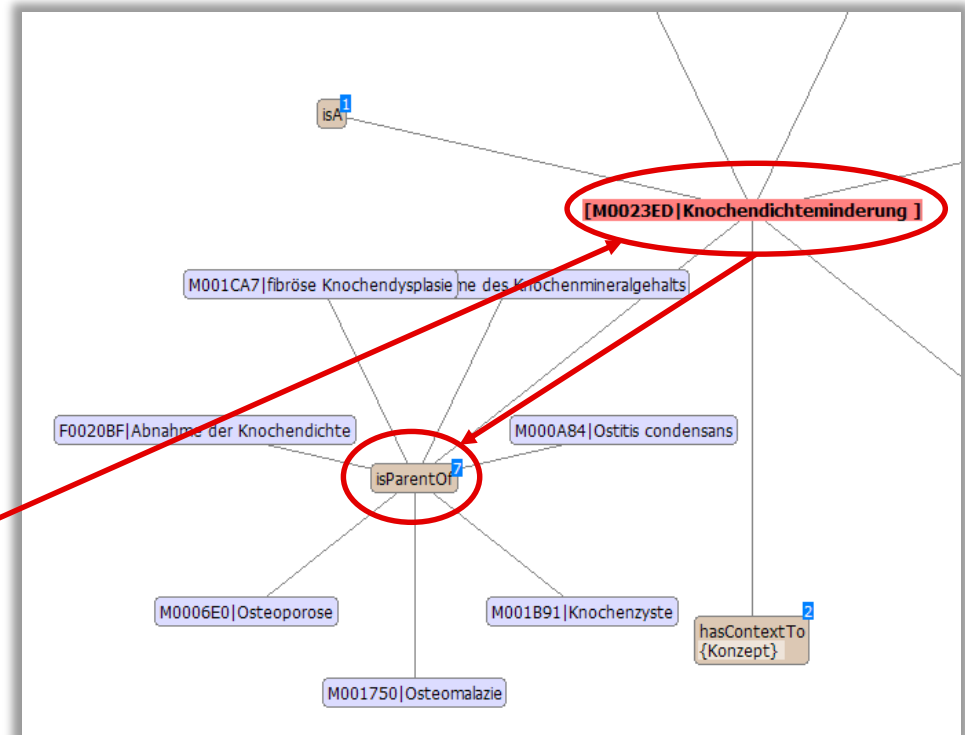 isA
1
[M0023ED|Knochendichteminderung ]
M001CA7|fibröse Knochendysplasie
des Knochenmineralgehalts
F0020BF|Abnahme der Knochendichte
M000A84|Ostitis condensans
isParentOf
7
M0006E0|Osteoporose
M001B91|Knochenzyste
hasContextTo
{Konzept}
2
M001750|Osteomalazie